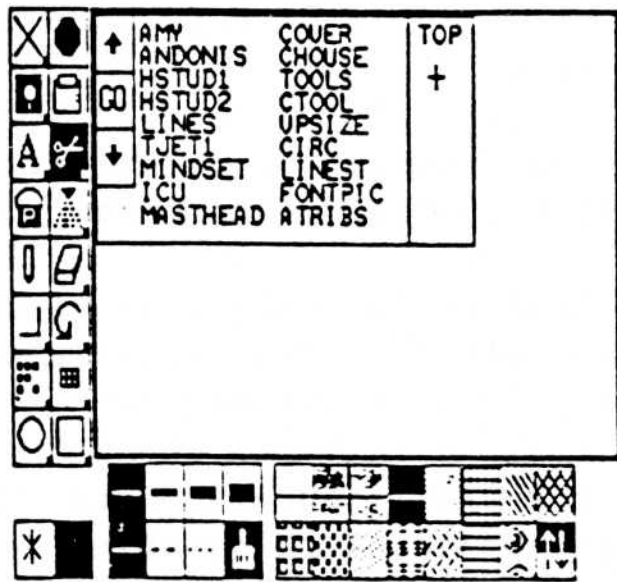 AMY COVER TOP
ANDONIS CHOUSE
HSTUD1 TOOLS
GO HSTUD2 CTOOL
LINES UPSIZE
A TJET1 CIRC
MINDSET LINEST
P ICU FONTPIC
MASTHEAD ATRIBS